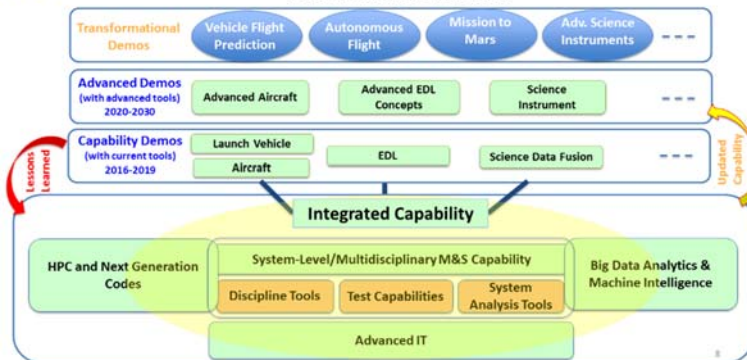 Transformational
Demos
Vehicle Flight
Prediction
Autonomous
Flight
Mission to
Mars
Adv. Science
Instruments
Advanced Demos
(with advanced tools)
2020-2030
Advanced Aircraft
Advanced EDL
Concepts
Science
Instrument
Capability Demos
(with current tools)
2016-2019
Launch Vehicle
Aircraft
EDL
Science Data Fusion
Lessons
Learned
Updated
Capability
Integrated Capability
HPC and Next Generation
Codes
System-Level/Multidisciplinary M&S Capability
Discipline Tools
Test Capabilities
System
Analysis Tools
Big Data Analytics &
Machine Intelligence
Advanced IT
8